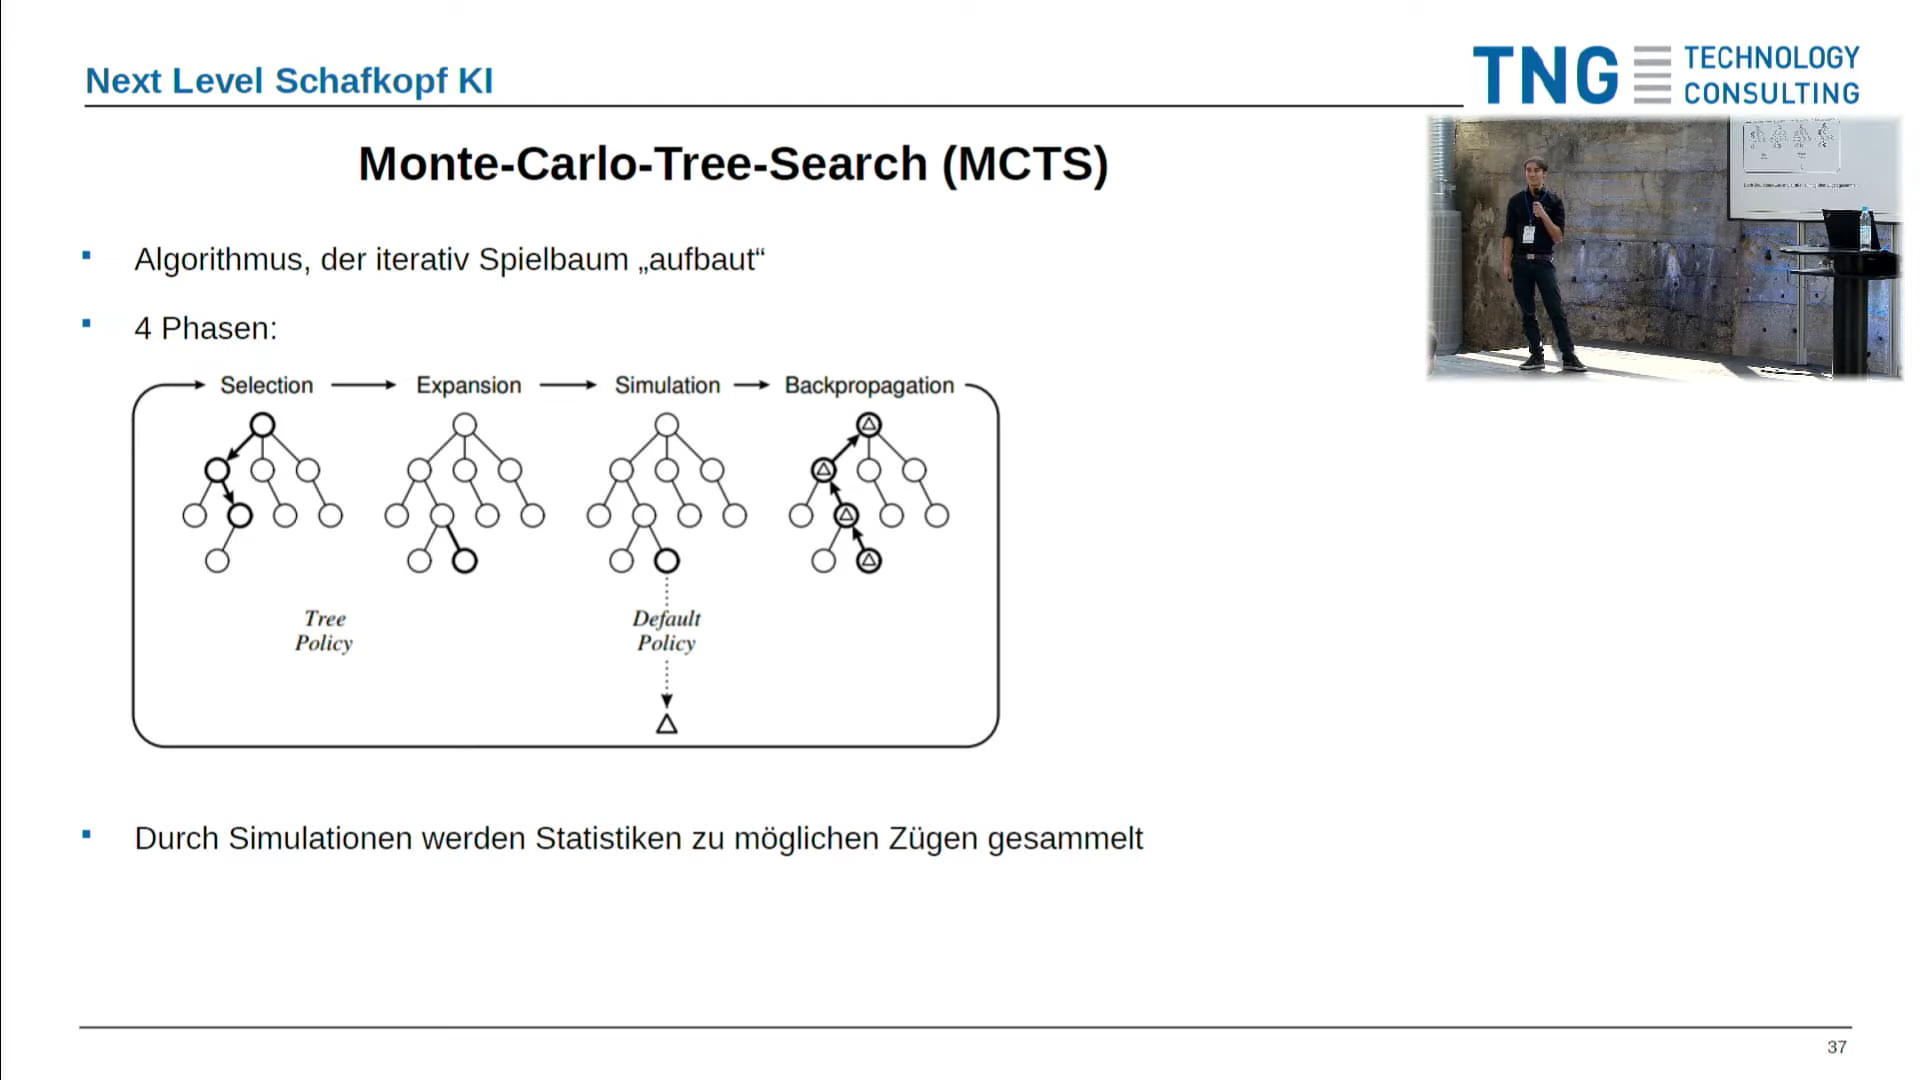 Next Level Schafkopf KI
TNG TECHNOLOGY CONSULTING
Monte-Carlo-Tree-Search (MCTS)
Algorithmus, der iterativ Spielbaum „aufbaut“
4 Phasen:
Selection Expansion Simulation Backpropagation
Tree Policy
Default Policy
Durch Simulationen werden Statistiken zu möglichen Zügen gesammelt
37